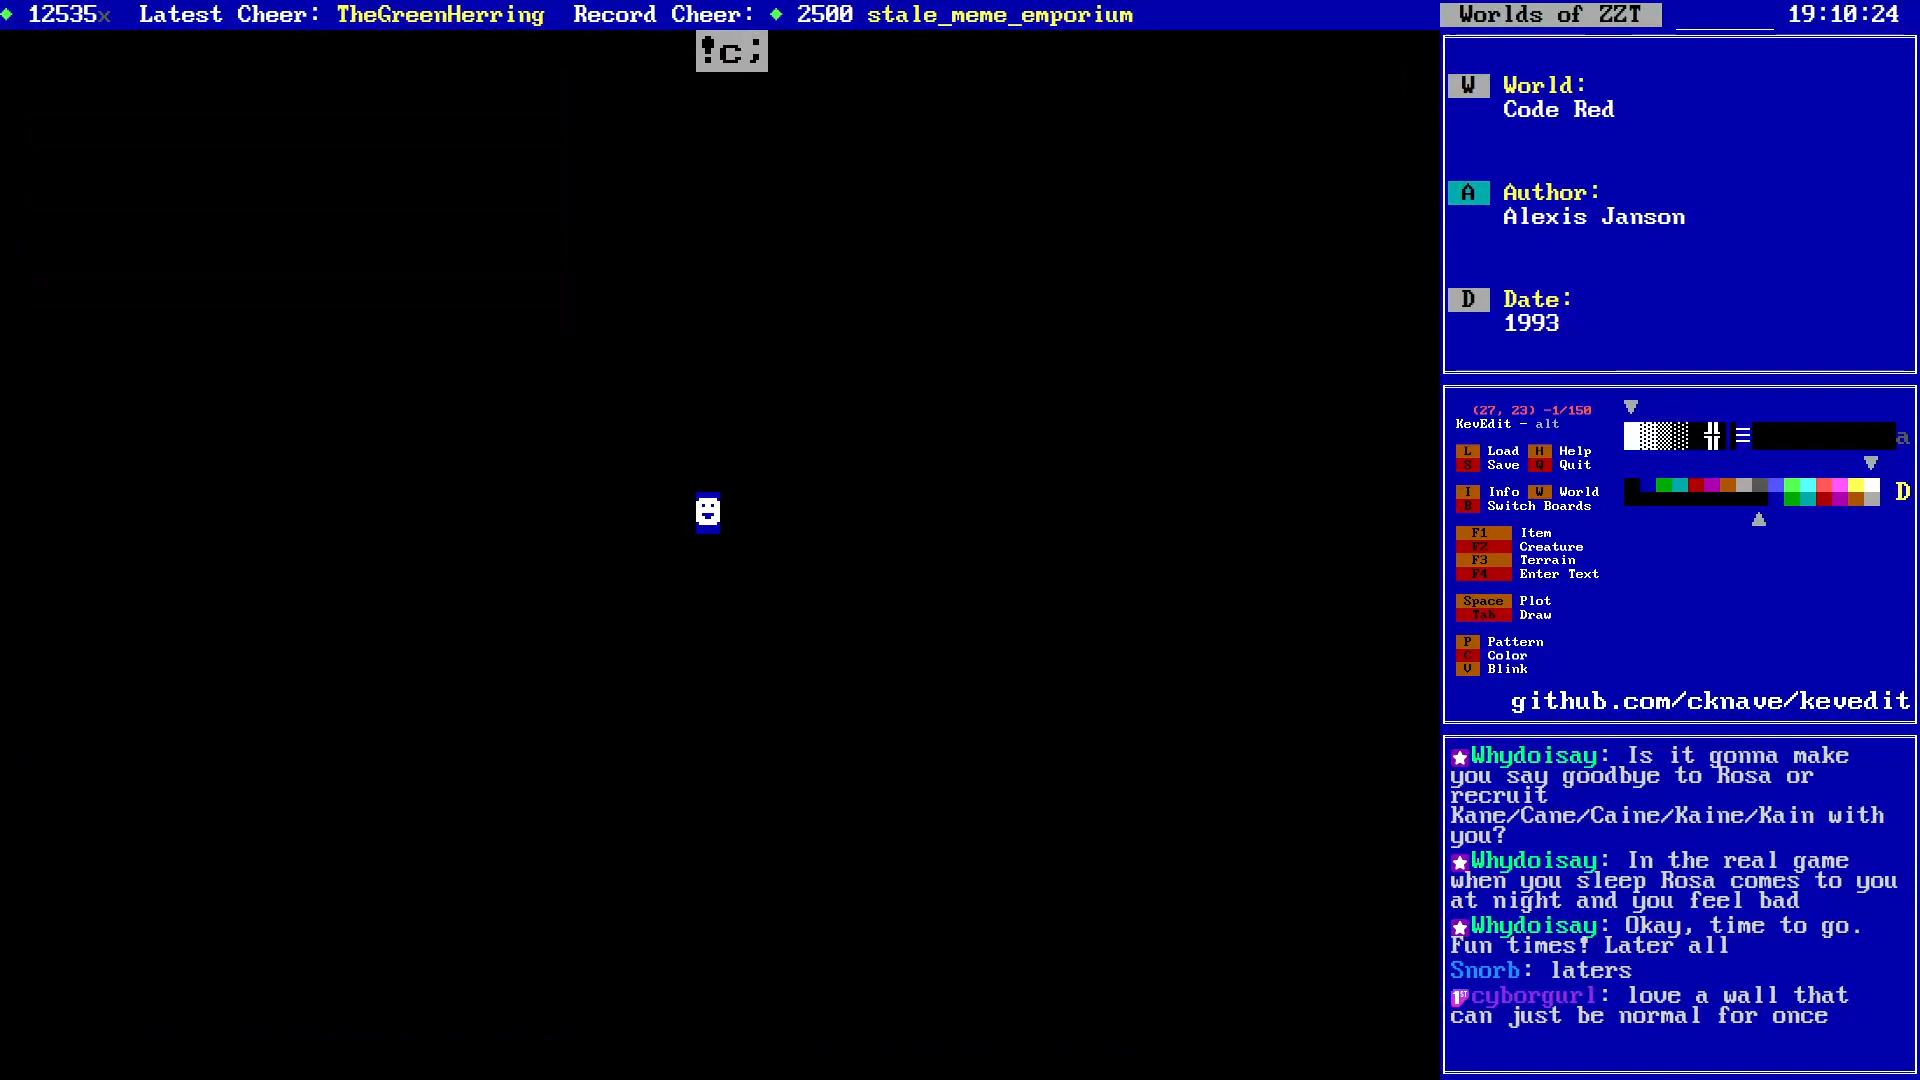 ♦ 12535x Latest Cheer: TheGreenHerring Record Cheer: ♦ 2500 stale_meme_emporium
Worlds of ZZT 19:10:24
!c;
W World:
Code Red
A Author:
Alexis Janson
D Date:
1993
(27, 23) -1/150
KevEdit - alt
L Load H Help
S Save Q Quit
I Info W World
B Switch Boards
F1 Item
F2 Creature
F3 Terrain
F4 Enter Text
Space Plot
Tab Draw
P Pattern
C Color
V Blink
a
D
github.com/cknave/kevedit
Whydoisay: Is it gonna make
you say goodbye to Rosa or
recruit
Kane/Cane/Caine/Kaine/Kain with
you?
Whydoisay: In the real game
when you sleep Rosa comes to you
at night and you feel bad
Whydoisay: Okay, time to go.
Fun times! Later all
Snorb: laters
1ST cyborgurl: love a wall that
can just be normal for once